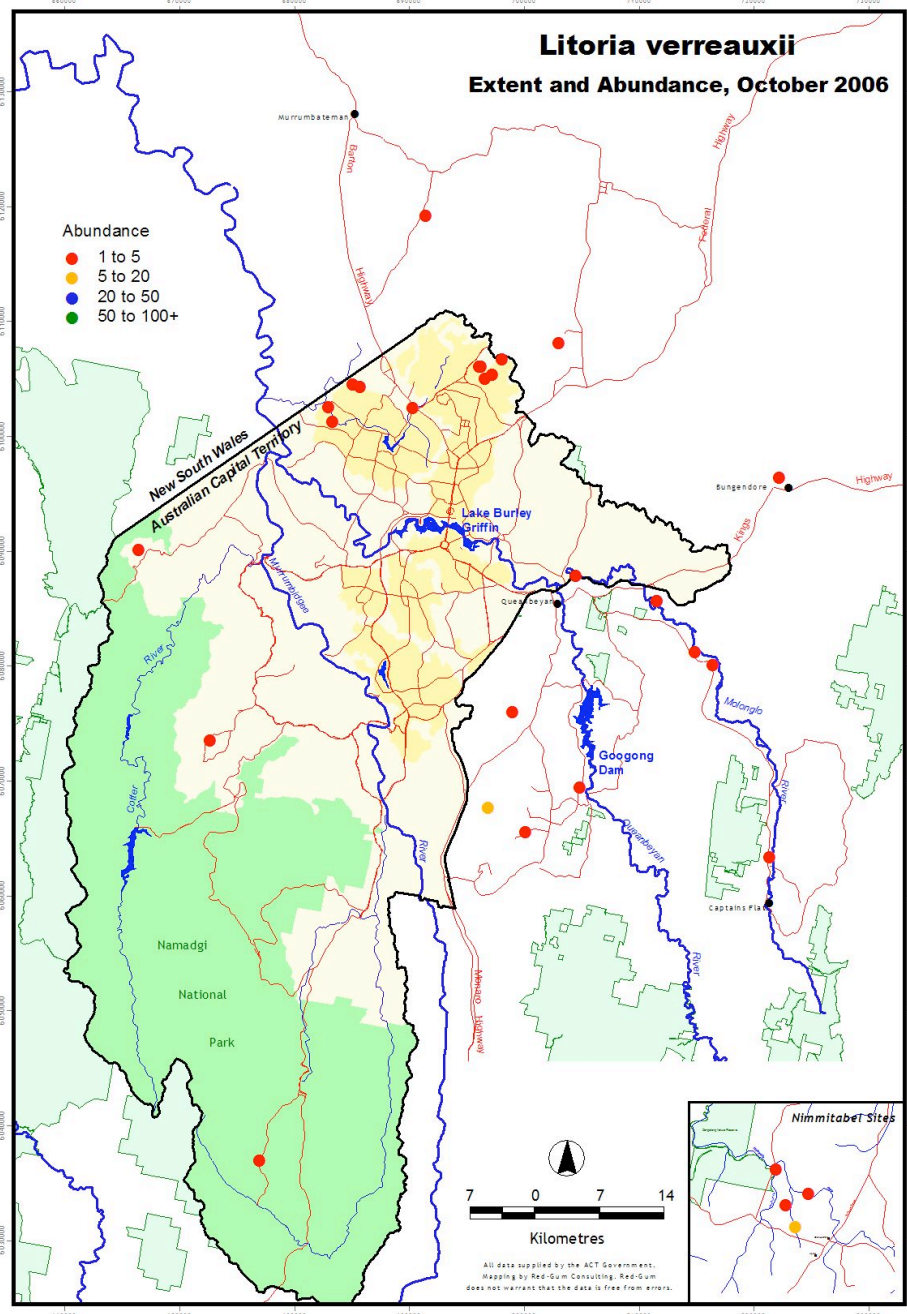 Litoria verreauxii
Extent and Abundance, October 2006
Murrumbateman
Barton
Highway
Highway
Federal
Abundance
1 to 5
5 to 20
20 to 50
50 to 100+
New South Wales
Australian Capital Territory
Lake Burley
Griffin
Bungendore
Highway
Kings
Murrumbidgee
Queanbeyan
River
Molonglo
Googong
Dam
Cotter
River
River
Queanbeyan
Captains Flat
Namadgi
National
Park
River
Monaro
Highway
Nimmitabel Sites
7 0 7 14
Kilometres
All data supplied by the ACT Government.
Mapping by Red-Gum Consulting. Red-Gum
does not warrant that the data is free from errors.